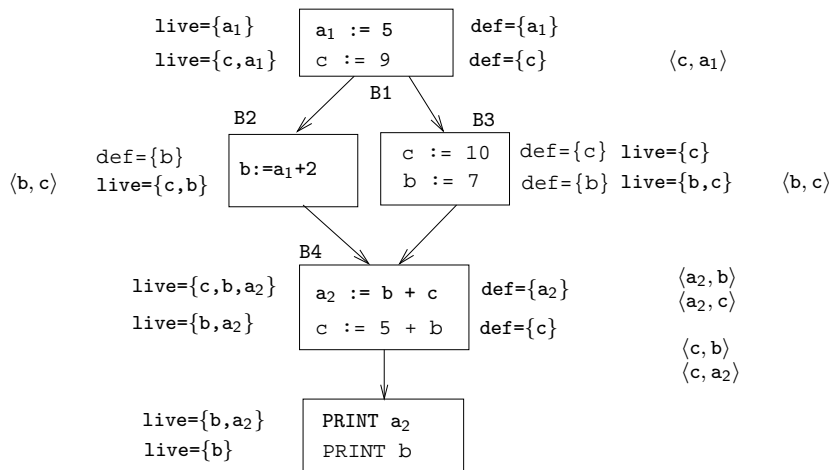 live={a₁} a₁ := 5 def={a₁}
live={c,a₁} c := 9 def={c} ⟨c, a₁⟩
B1
B2 B3
def={b} c := 10 def={c} live={c}
⟨b, c⟩ live={c,b} b:=a₁+2 b := 7 def={b} live={b,c} ⟨b, c⟩
B4
live={c,b,a₂} a₂ := b + c def={a₂} ⟨a₂, b⟩
⟨a₂, c⟩
live={b,a₂} c := 5 + b def={c}
⟨c, b⟩
⟨c, a₂⟩
live={b,a₂} PRINT a₂
live={b} PRINT b